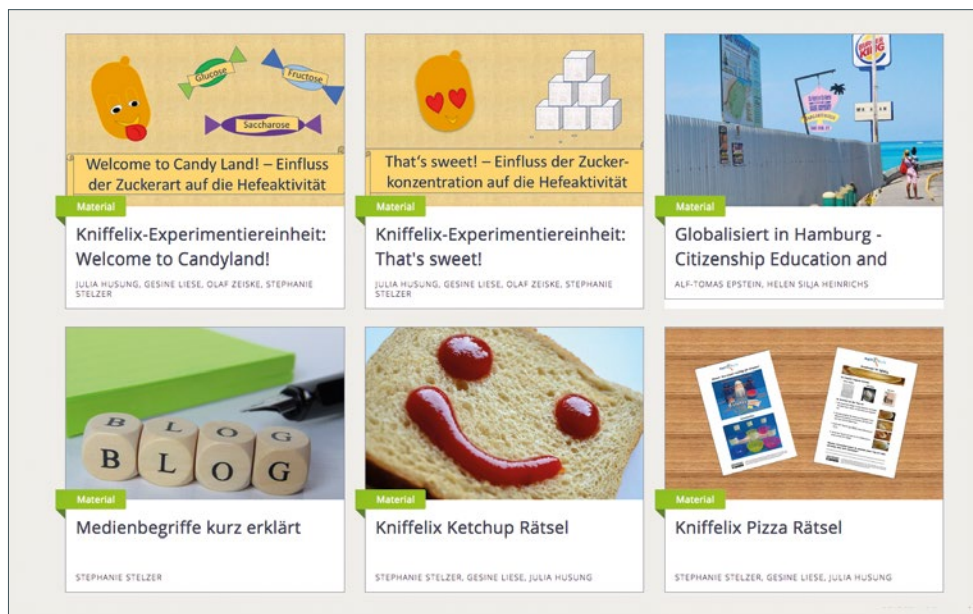 Glucose
Fructose
Saccharose
Welcome to Candy Land! – Einfluss
der Zuckerart auf die Hefeaktivität
Material
Kniffelix-Experimentiereinheit:
Welcome to Candyland!
JULIA HUSUNG, GESINE LIESE, OLAF ZEISKE, STEPHANIE
STELZER
That's sweet! – Einfluss der Zucker-
konzentration auf die Hefeaktivität
Material
Kniffelix-Experimentiereinheit:
That's sweet!
JULIA HUSUNG, GESINE LIESE, OLAF ZEISKE, STEPHANIE
STELZER
BURGER
KING
Material
Globalisiert in Hamburg -
Citizenship Education and
ALF-TOMAS EPSTEIN, HELEN SILJA HEINRICHS
BLOG
BLOG
Material
Medienbegriffe kurz erklärt
STEPHANIE STELZER
Material
Kniffelix Ketchup Rätsel
STEPHANIE STELZER, GESINE LIESE, JULIA HUSUNG
Material
Kniffelix Pizza Rätsel
STEPHANIE STELZER, GESINE LIESE, JULIA HUSUNG